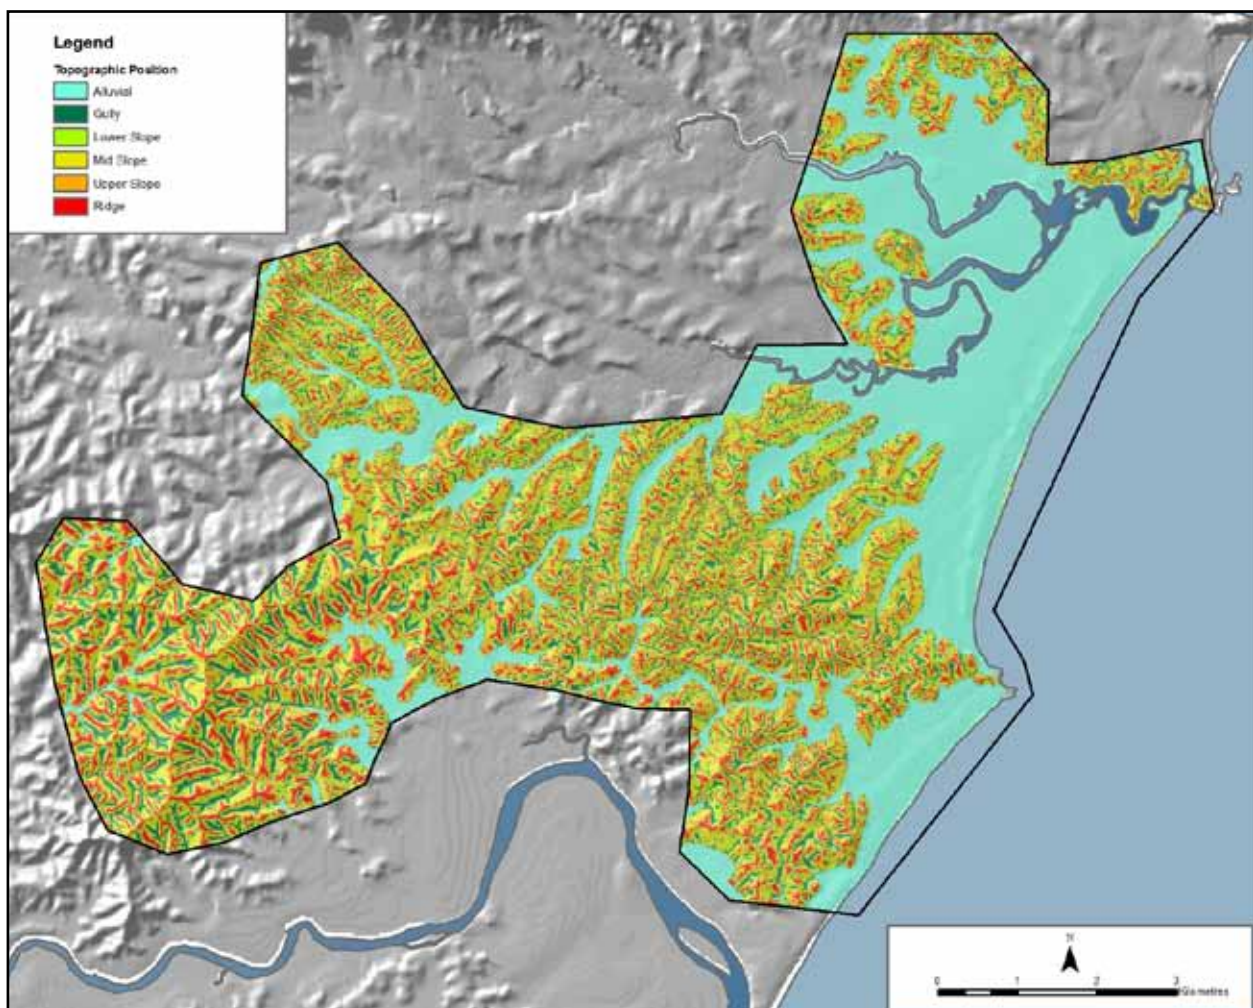 Legend
Topographic Position
Alluvial
Gully
Lower Slope
Mid Slope
Upper Slope
Ridge
N
0 1 2 3
Kilometres